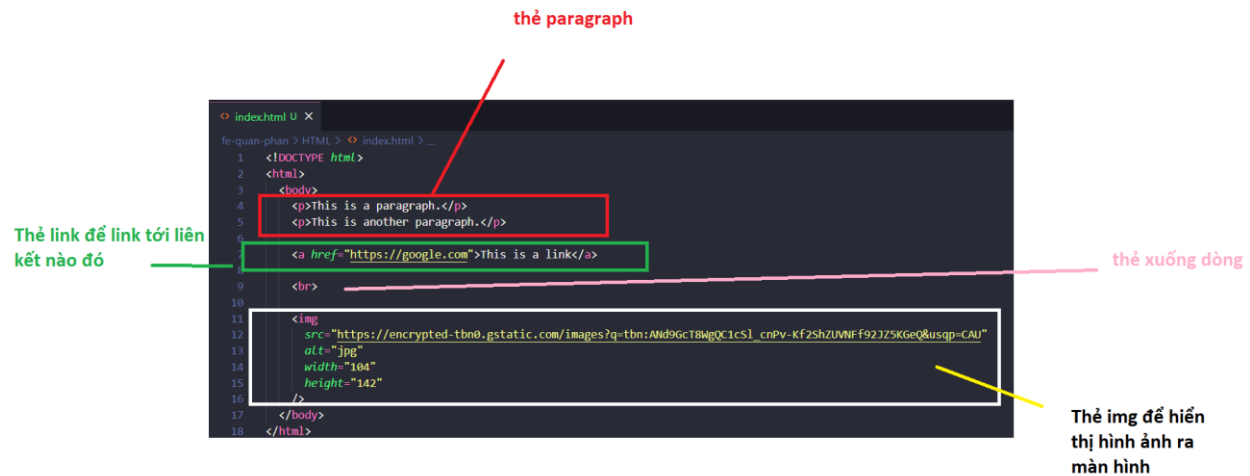 thẻ paragraph
index.html U ×
fe-quan-phan > HTML > <> index.html > ...
1 <!DOCTYPE html>
2 <html>
3 <body>
4 <p>This is a paragraph.</p>
5 <p>This is another paragraph.</p>
6
Thẻ link để link tới liên
kết nào đó
7 <a href="https://google.com">This is a link</a>
8
9 <br>
thẻ xuống dòng
10
11 <img
12 src="https://encrypted-tbn0.gstatic.com/images?q=tbn:ANd9GcT8WgQC1cSl_cnPv-Kf2ShZUVNFf92JZ5KGeQ&usqp=CAU"
13 alt="jpg"
14 width="104"
15 height="142"
16 />
17 </body>
18 </html>
Thẻ img để hiển
thị hình ảnh ra
màn hình